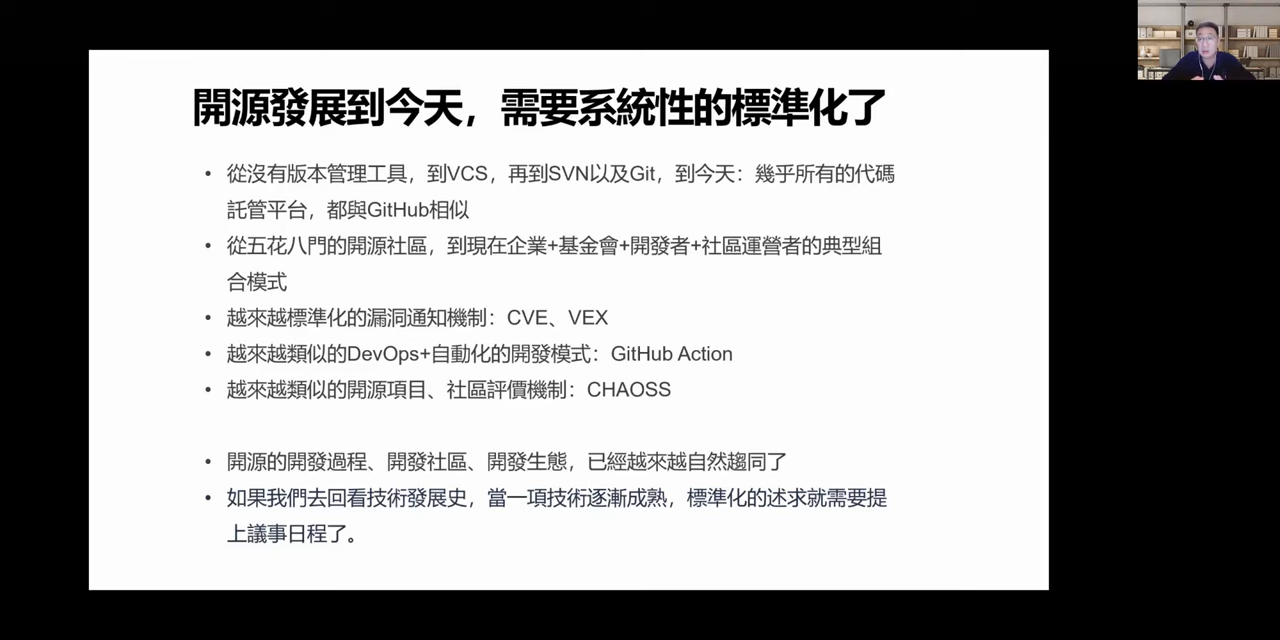 開源發展到今天，需要系統性的標準化了
• 從沒有版本管理工具，到VCS，再到SVN以及Git，到今天：幾乎所有的代碼
託管平台，都與GitHub相似
• 從五花八門的開源社區，到現在企業+基金會+開發者+社區運營者的典型組
合模式
• 越來越標準化的漏洞通知機制：CVE、VEX
• 越來越類似的DevOps+自動化的開發模式：GitHub Action
• 越來越類似的開源項目、社區評價機制：CHAOSS
• 開源的開發過程、開發社區、開發生態，已經越來越自然趨同了
• 如果我們去回看技術發展史，當一項技術逐漸成熟，標準化的述求就需要提
上議事日程了。